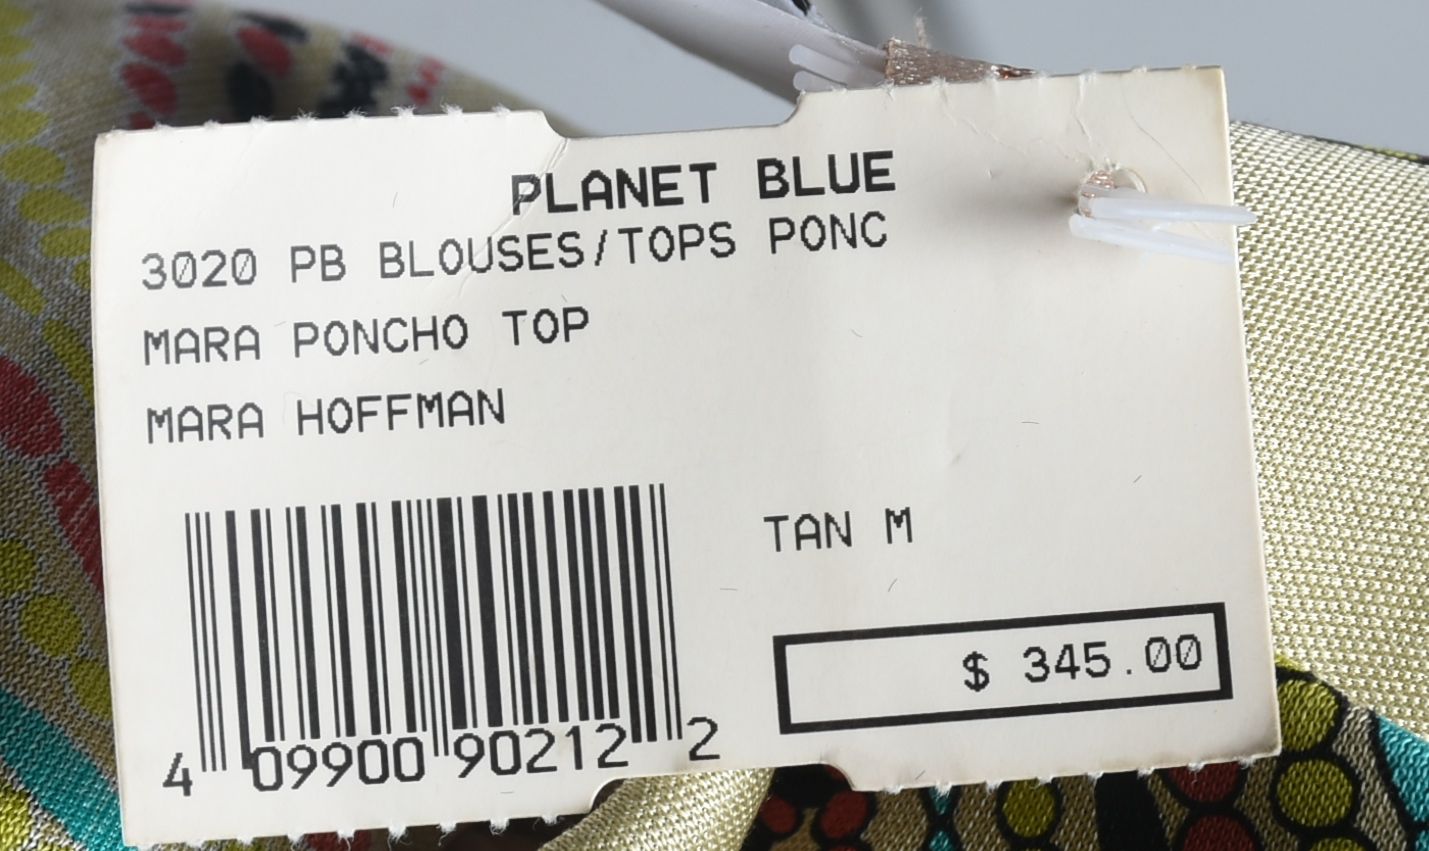 PLANET BLUE
3020 PB BLOUSES/TOPS PONC
MARA PONCHO TOP
MARA HOFFMAN
TAN M
$ 345.00
4 09900 90212 2